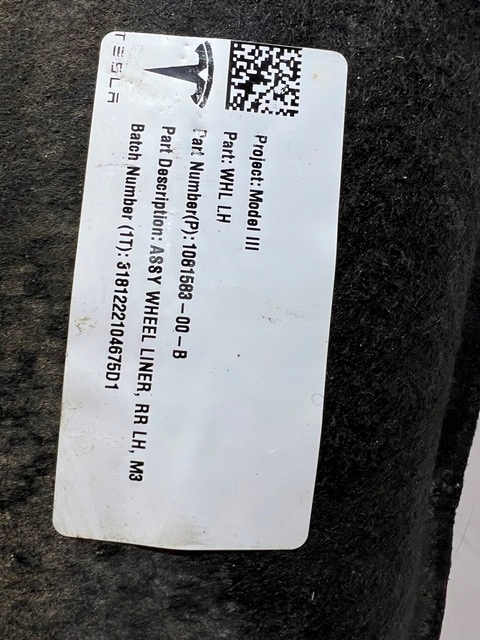 TESLA
Project: Model III
Part: WHL LH
Part Number(P): 1081583-00-B
Part Description: ASSY WHEEL LINER, RR LH, M3
Batch Number (1T): 3181222104675D1